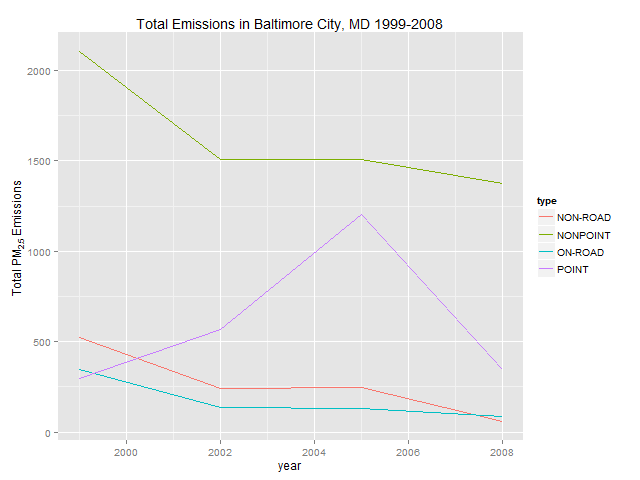 Total Emissions in Baltimore City, MD 1999-2008
Total PM2.5 Emissions
2000
1500
1000
500
0
2000
2002
2004
2006
2008
year
type
NON-ROAD
NONPOINT
ON-ROAD
POINT